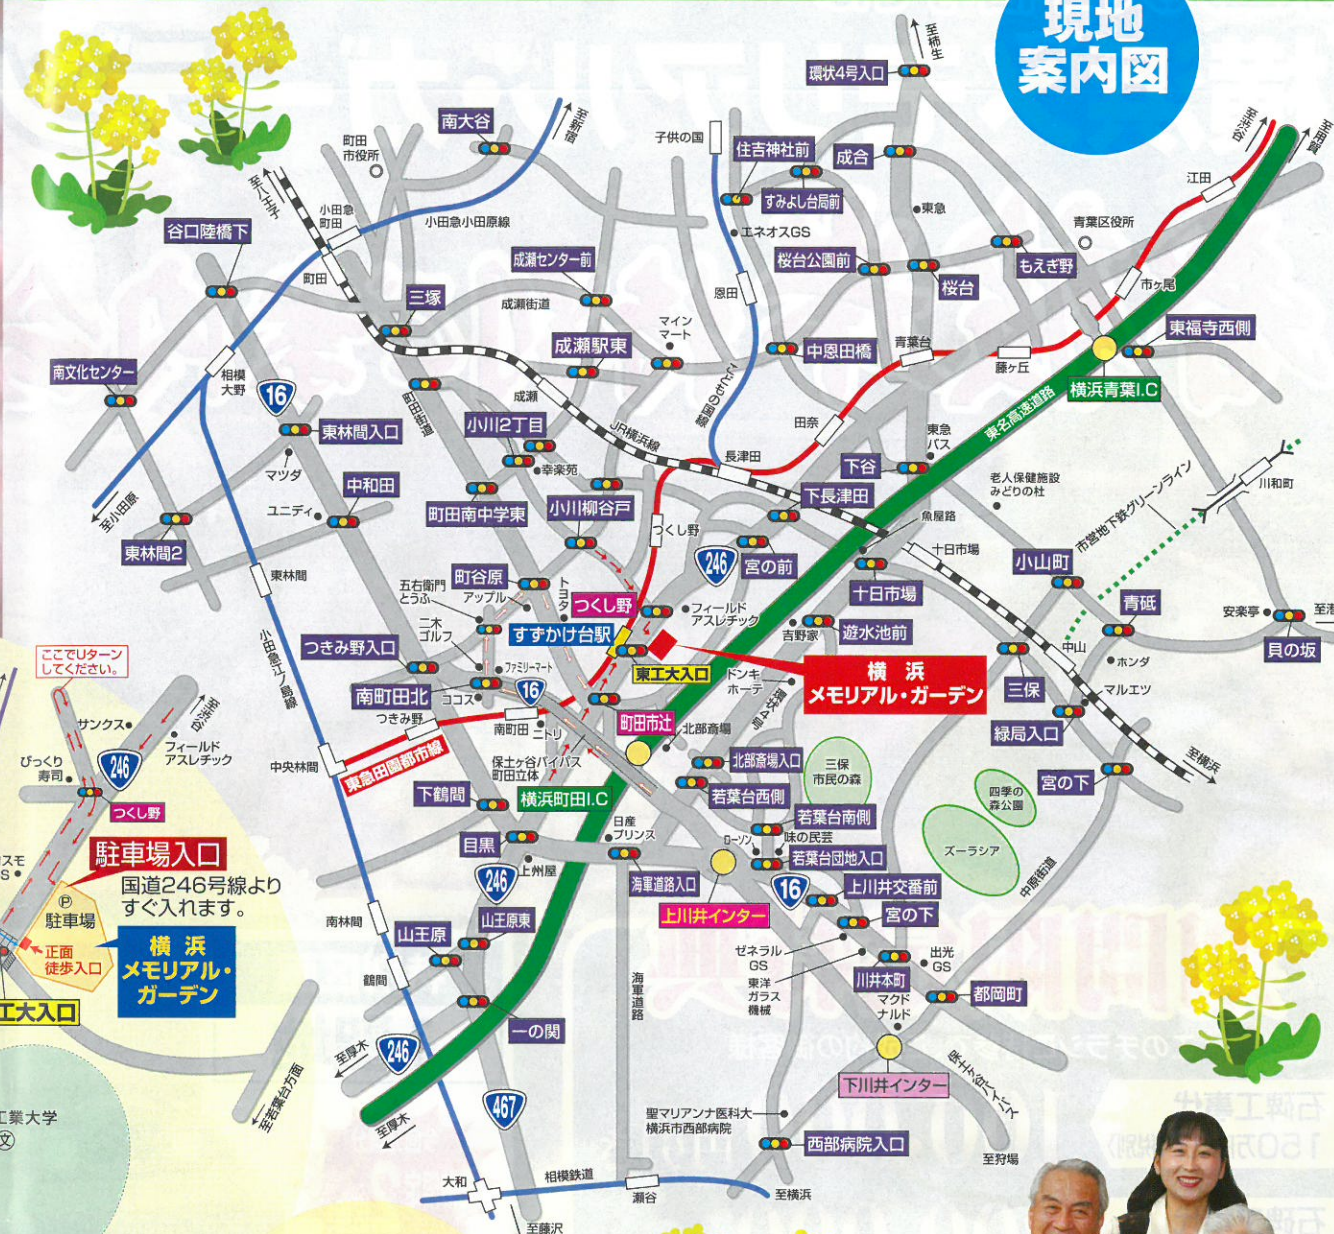 現地
案内図
至柿生
環状4号入口
南大谷
至新宿
町田
市役所
子供の国
住吉神社前
成合
すみよし台局前
至渋谷
至用賀
江田
至八王子
小田急
町田
小田急小田原線
エネオスGS
東急
青葉区役所
谷口陸橋下
成瀬センター前
桜台公園前
桜台
もえぎ野
町田
三塚
成瀬街道
恩田
市ヶ尾
マイン
マート
成瀬駅東
中恩田橋
青葉台
東福寺西側
藤ヶ丘
横浜青葉I.C
南文化センター
相模
大野
16
町田街道
成瀬
こどもの国線
東名高速道路
東林間入口
小川2丁目
JR横浜線
田奈
東急
バス
マツダ
幸楽苑
長津田
下谷
中和田
下長津田
老人保健施設
みどりの杜
市営地下鉄グリーンライン
川和町
至小田原
ユニディ
町田南中学東
小川柳谷戸
魚屋路
東林間2
つくし野
246
宮の前
十日市場
小山町
東林間
五右衛門
とうふ
町谷原
アップル
トヨタ
つくし野
フィールド
アスレチック
十日市場
青砥
安楽亭
貝の坂
二木
ゴルフ
すずかけ台駅
吉野家
遊水池前
中山
ホンダ
つきみ野入口
ファミリーマート
東工大入口
横浜
メモリアル・ガーデン
三保
マルエツ
小田急江ノ島線
南町田北
ココス
16
ドンキ
ホーテ
環状4号
つきみ野
南町田
ニトリ
町田市辻
北部斎場
緑局入口
中央林間
東急田園都市線
保土ヶ谷バイパス
町田立体
北部斎場入口
三保
市民の森
至横浜
下鶴間
横浜町田I.C
若葉台西側
四季の
森公園
宮の下
日産
プリンス
若葉台南側
目黒
ローソン
味の民芸
ズーラシア
上州屋
海軍道路入口
若葉台団地入口
中原街道
246
16
上川井交番前
上川井インター
宮の下
南林間
山王原
山王原東
ゼネラル
GS
東洋
ガラス
機械
川井本町
出光
GS
鶴間
海軍道路
マクド
ナルド
都岡町
一の関
至厚木
246
下川井インター
保土ヶ谷バイパス
至厚木
467
聖マリアンナ医科大
横浜市西部病院
西部病院入口
至狩場
大和
相模鉄道
瀬谷
至横浜
至藤沢
ここでUターン
してください。
サンクス
至渋谷
フィールド
アスレチック
びっくり
寿司
246
つくし野
駐車場入口
国道246号線より
すぐ入れます。
P
駐車場
正面
徒歩入口
横浜
メモリアル・
ガーデン
工大入口
至若葉台方面
工業大学
文